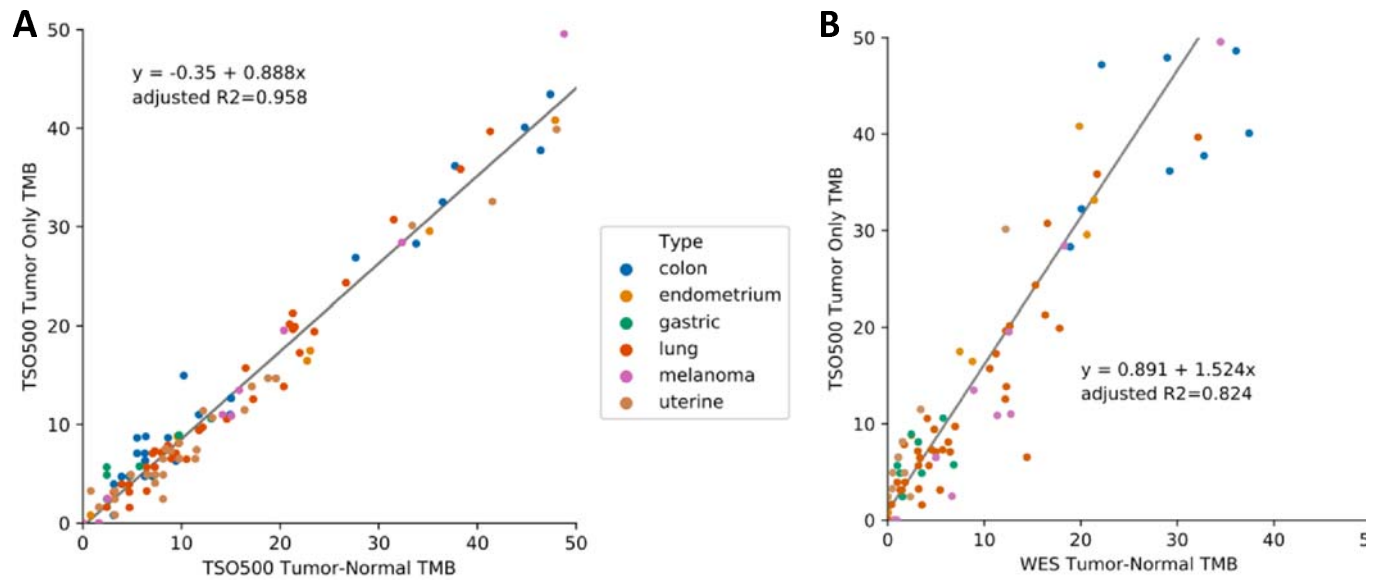 A
50
40
30
20
10
0
TSO500 Tumor Only TMB
y = -0.35 + 0.888x
adjusted R2=0.958
0 10 20 30 40 50
TSO500 Tumor-Normal TMB
Type
colon
endometrium
gastric
lung
melanoma
uterine
B
50
40
30
20
10
0
TSO500 Tumor Only TMB
y = 0.891 + 1.524x
adjusted R2=0.824
0 10 20 30 40 5
WES Tumor-Normal TMB